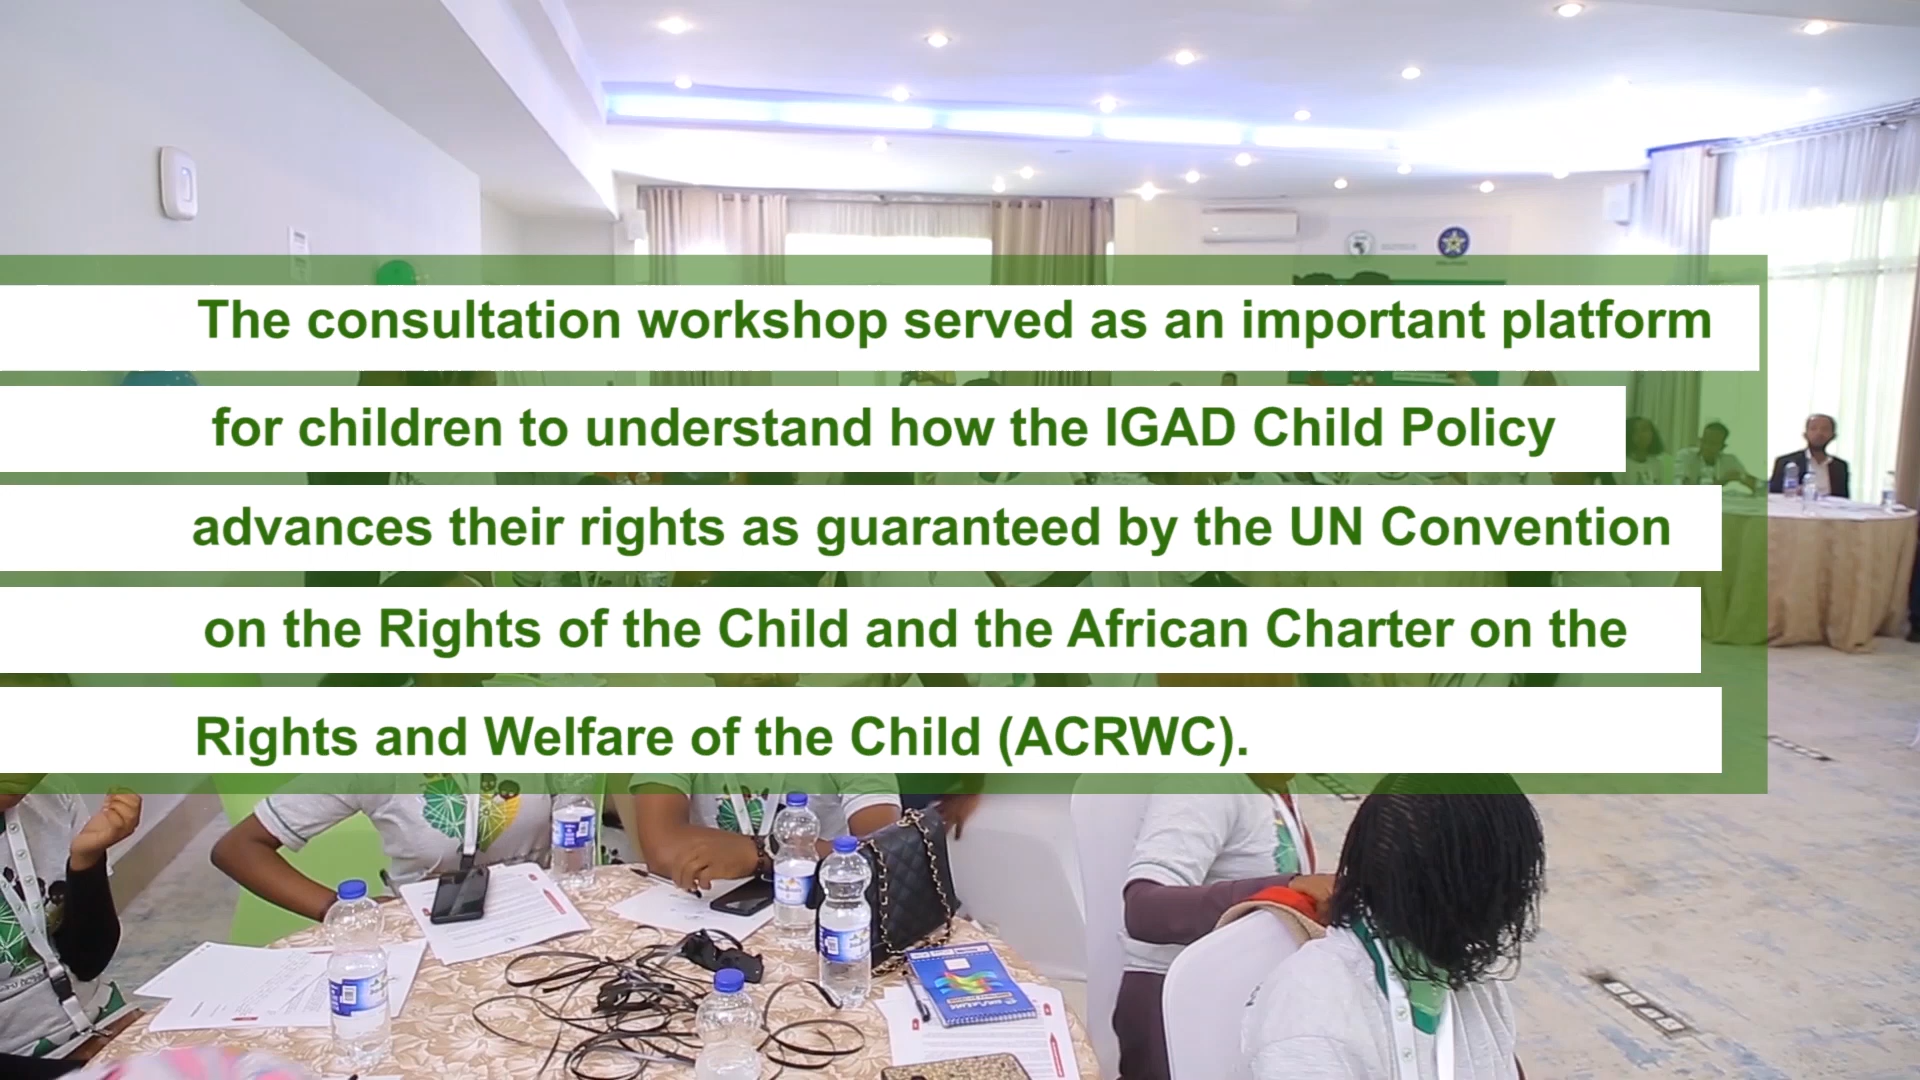 The consultation workshop served as an important platform
for children to understand how the IGAD Child Policy
advances their rights as guaranteed by the UN Convention
on the Rights of the Child and the African Charter on the
Rights and Welfare of the Child (ACRWC).